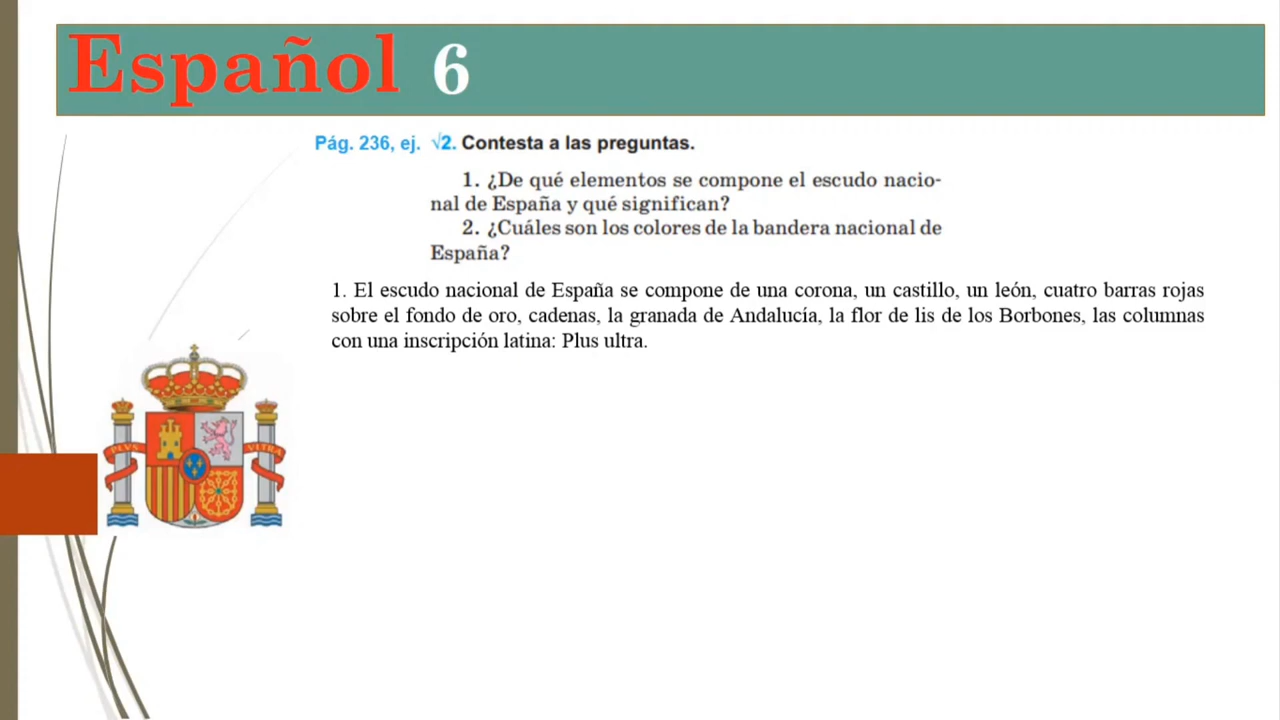 Español 6
Pág. 236, ej. √2. Contesta a las preguntas.
1. ¿De qué elementos se compone el escudo nacio-
nal de España y qué significan?
2. ¿Cuáles son los colores de la bandera nacional de
España?
1. El escudo nacional de España se compone de una corona, un castillo, un león, cuatro barras rojas
sobre el fondo de oro, cadenas, la granada de Andalucía, la flor de lis de los Borbones, las columnas
con una inscripción latina: Plus ultra.
PLVS VLTRA